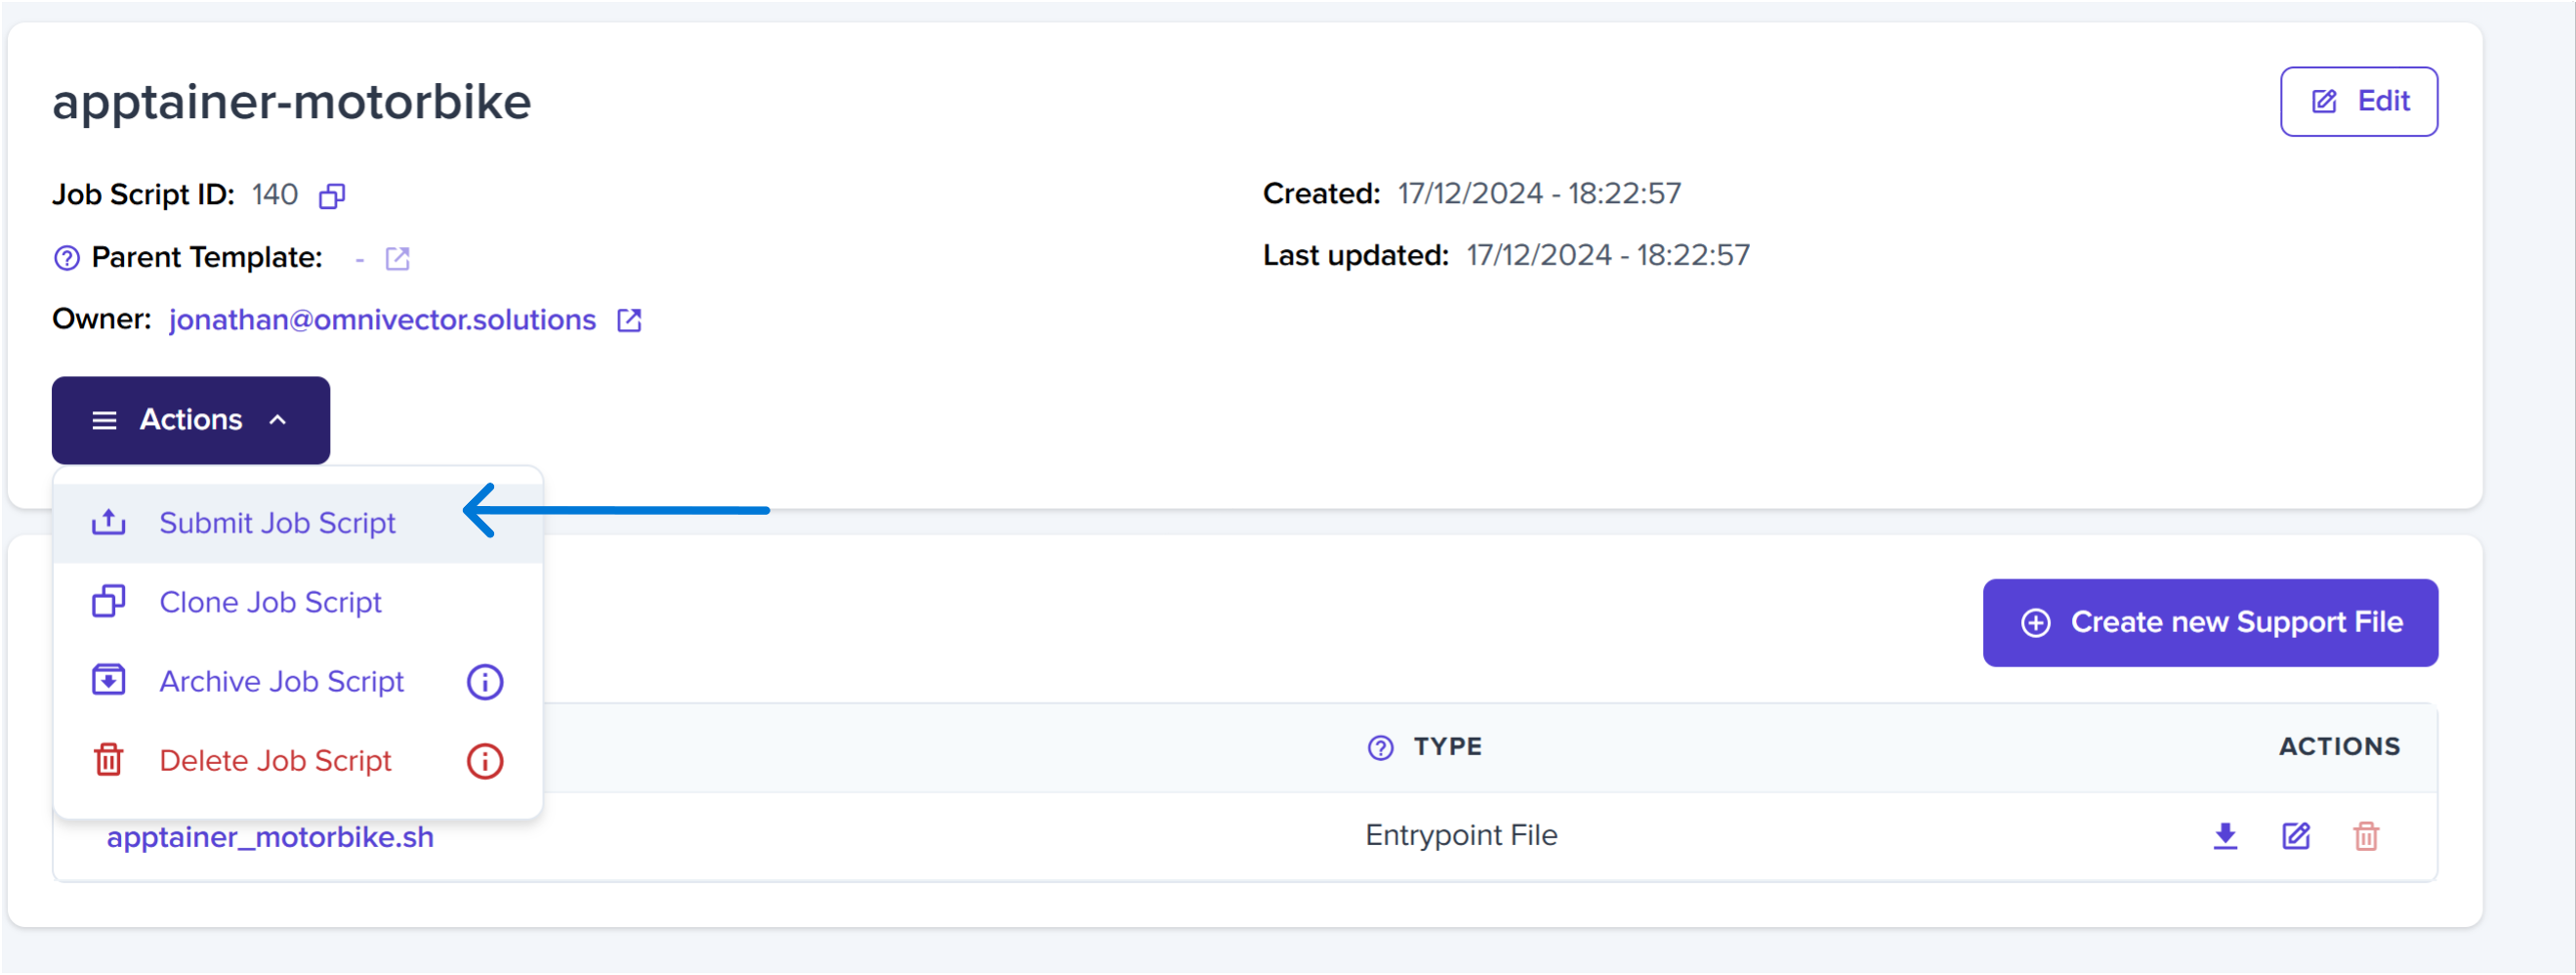 apptainer-motorbike
Edit
Job Script ID: 140
Created: 17/12/2024 - 18:22:57
Parent Template: -
Last updated: 17/12/2024 - 18:22:57
Owner: jonathan@omnivector.solutions
Actions
Submit Job Script
Clone Job Script
Archive Job Script
Delete Job Script
Create new Support File
TYPE
ACTIONS
apptainer_motorbike.sh
Entrypoint File